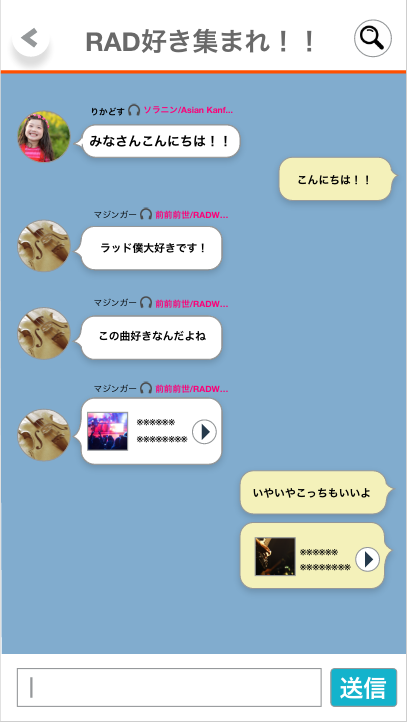 RAD好き集まれ！！
りかどす ソラニン/Asian Kanf...
みなさんこんにちは！！
こんにちは！！
マジンガー 前前前世/RADW...
ラッド僕大好きです！
マジンガー 前前前世/RADW...
この曲好きなんだよね
マジンガー 前前前世/RADW...
※※※※※※
※※※※※※※※
いやいやこっちもいいよ
※※※※※※
※※※※※※※※
送信